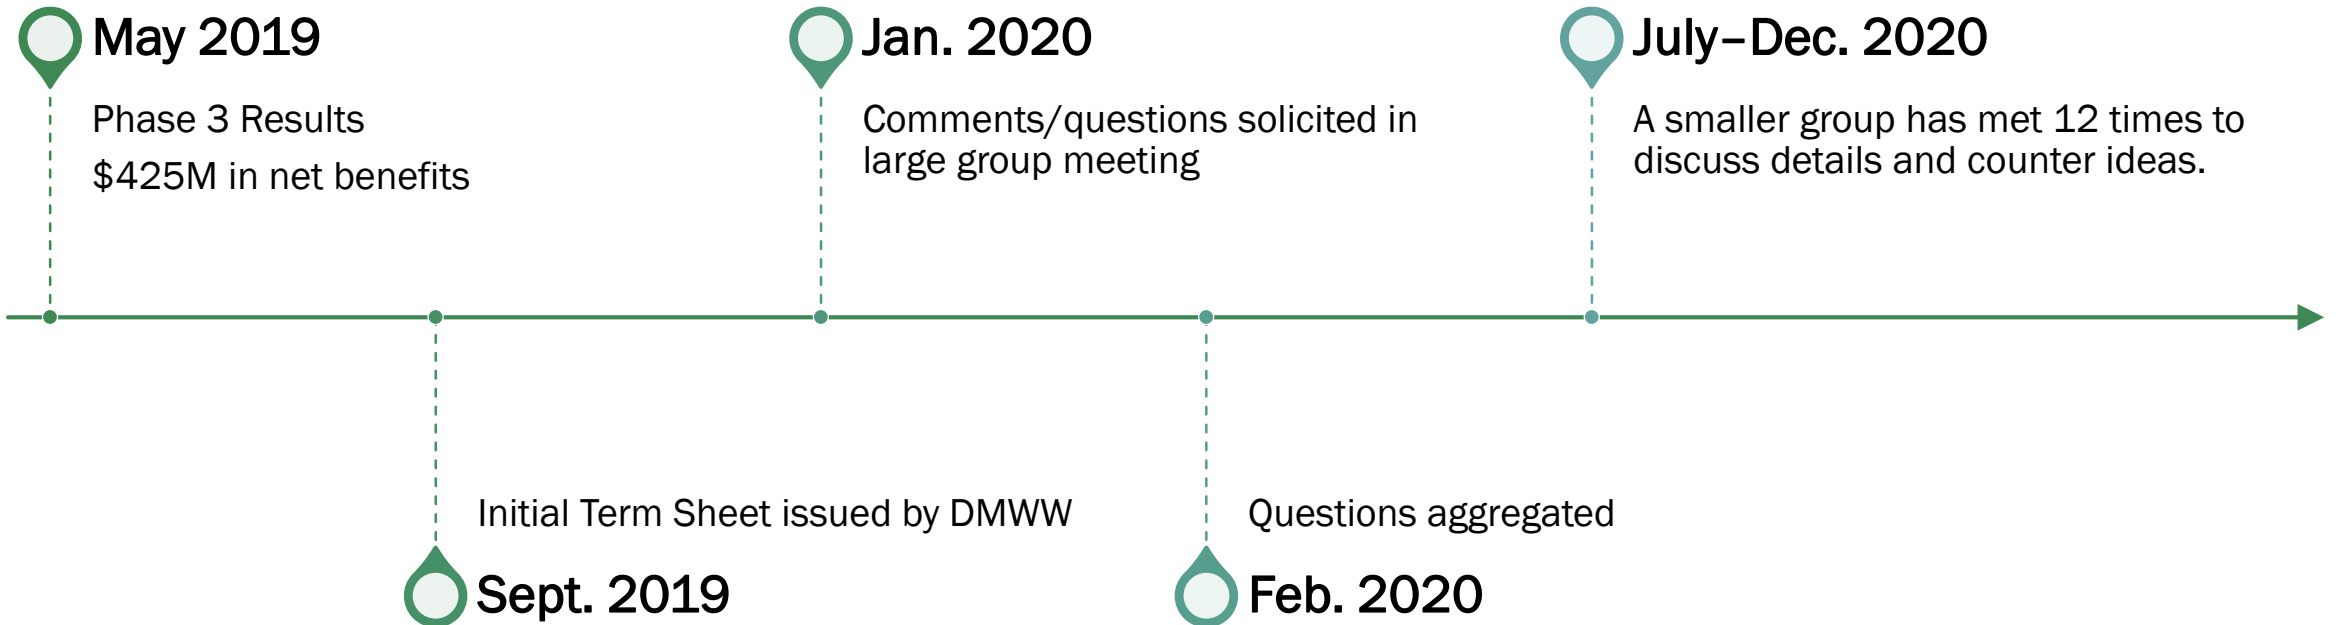 May 2019
Phase 3 Results
$425M in net benefits
Initial Term Sheet issued by DMWW
Sept. 2019
Jan. 2020
Comments/questions solicited in
large group meeting
Questions aggregated
Feb. 2020
July–Dec. 2020
A smaller group has met 12 times to
discuss details and counter ideas.